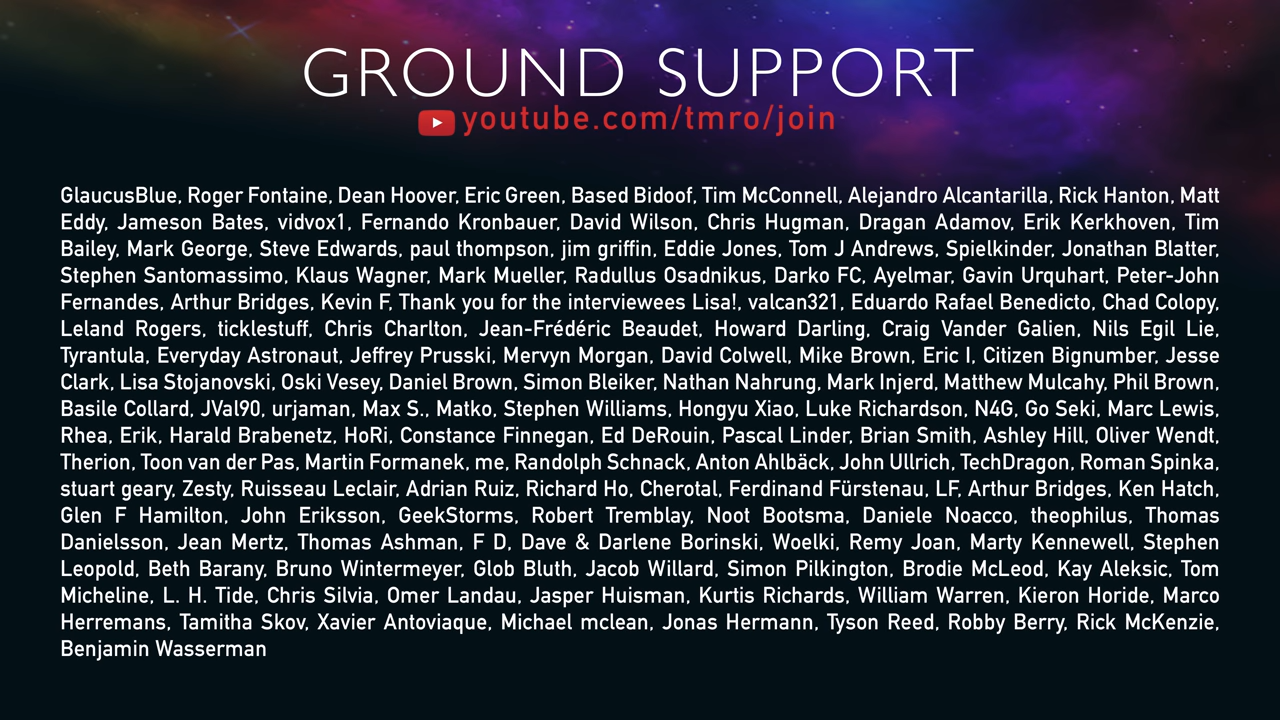 GROUND SUPPORT
youtube.com/tmro/join
GlaucusBlue, Roger Fontaine, Dean Hoover, Eric Green, Based Bidoof, Tim McConnell, Alejandro Alcantarilla, Rick Hanton, Matt
Eddy, Jameson Bates, vidvox1, Fernando Kronbauer, David Wilson, Chris Hugman, Dragan Adamov, Erik Kerkhoven, Tim
Bailey, Mark George, Steve Edwards, paul thompson, jim griffin, Eddie Jones, Tom J Andrews, Spielkinder, Jonathan Blatter,
Stephen Santomassimo, Klaus Wagner, Mark Mueller, Radullus Osadnikus, Darko FC, Ayelmar, Gavin Urquhart, Peter-John
Fernandes, Arthur Bridges, Kevin F, Thank you for the interviewees Lisa!, valcan321, Eduardo Rafael Benedicto, Chad Colopy,
Leland Rogers, ticklestuff, Chris Charlton, Jean-Frédéric Beaudet, Howard Darling, Craig Vander Galien, Nils Egil Lie,
Tyrantula, Everyday Astronaut, Jeffrey Prusski, Mervyn Morgan, David Colwell, Mike Brown, Eric I, Citizen Bignumber, Jesse
Clark, Lisa Stojanovski, Oski Vesey, Daniel Brown, Simon Bleiker, Nathan Nahrung, Mark Injerd, Matthew Mulcahy, Phil Brown,
Basile Collard, JVal90, urjaman, Max S., Matko, Stephen Williams, Hongyu Xiao, Luke Richardson, N4G, Go Seki, Marc Lewis,
Rhea, Erik, Harald Brabenetz, HoRi, Constance Finnegan, Ed DeRouin, Pascal Linder, Brian Smith, Ashley Hill, Oliver Wendt,
Therion, Toon van der Pas, Martin Formanek, me, Randolph Schnack, Anton Ahlbäck, John Ullrich, TechDragon, Roman Spinka,
stuart geary, Zesty, Ruisseau Leclair, Adrian Ruiz, Richard Ho, Cherotal, Ferdinand Fürstenau, LF, Arthur Bridges, Ken Hatch,
Glen F Hamilton, John Eriksson, GeekStorms, Robert Tremblay, Noot Bootsma, Daniele Noacco, theophilus, Thomas
Danielsson, Jean Mertz, Thomas Ashman, F D, Dave & Darlene Borinski, Woelki, Remy Joan, Marty Kennewell, Stephen
Leopold, Beth Barany, Bruno Wintermeyer, Glob Bluth, Jacob Willard, Simon Pilkington, Brodie McLeod, Kay Aleksic, Tom
Micheline, L. H. Tide, Chris Silvia, Omer Landau, Jasper Huisman, Kurtis Richards, William Warren, Kieron Horide, Marco
Herremans, Tamitha Skov, Xavier Antoviaque, Michael mclean, Jonas Hermann, Tyson Reed, Robby Berry, Rick McKenzie,
Benjamin Wasserman